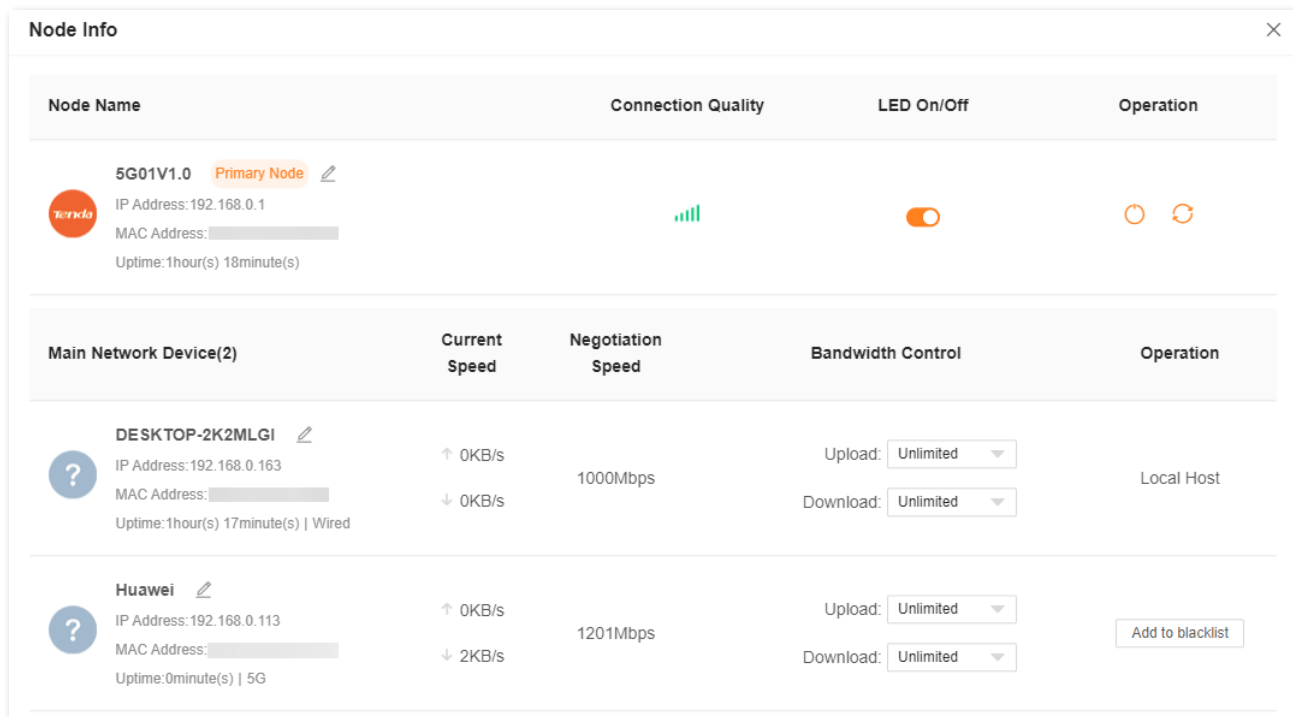 Node Info
Node Name Connection Quality LED On/Off Operation
5G01V1.0 Primary Node
Tenda
IP Address:192.168.0.1
MAC Address:
Uptime:1hour(s) 18minute(s)
Main Network Device(2) Current Speed Negotiation Speed Bandwidth Control Operation
DESKTOP-2K2MLGI
?
IP Address:192.168.0.163
MAC Address:
Uptime:1hour(s) 17minute(s) | Wired
↑ 0KB/s
↓ 0KB/s
1000Mbps
Upload: Unlimited
Download: Unlimited
Local Host
Huawei
?
IP Address:192.168.0.113
MAC Address:
Uptime:0minute(s) | 5G
↑ 0KB/s
↓ 2KB/s
1201Mbps
Upload: Unlimited
Download: Unlimited
Add to blacklist